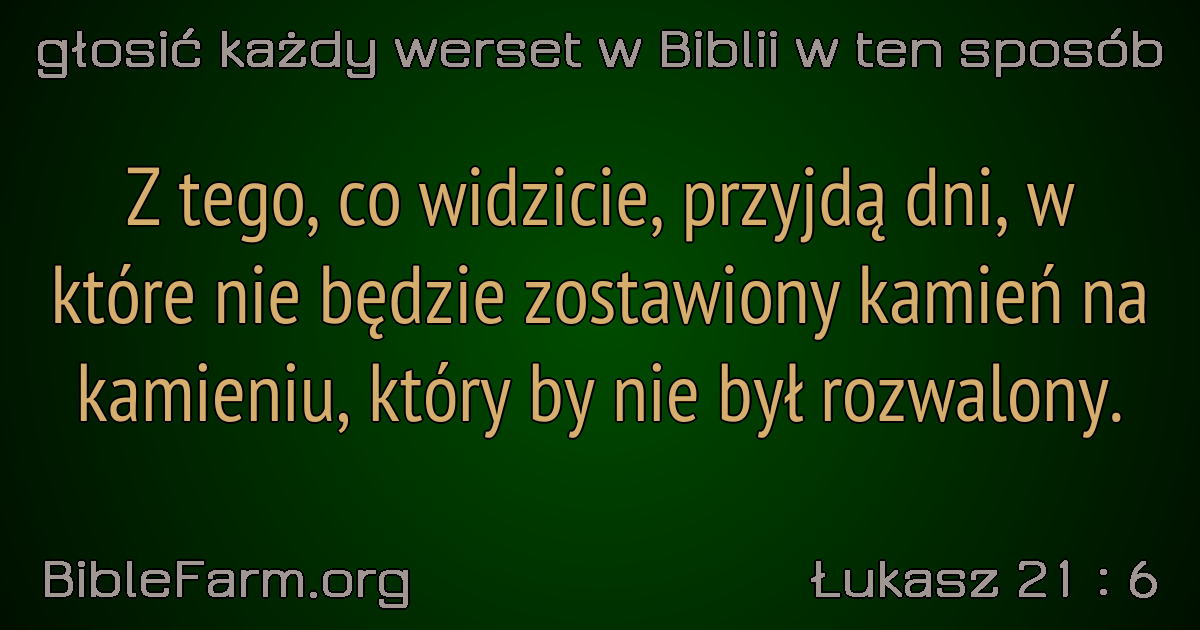 głosić każdy werset w Biblii w ten sposób
Z tego, co widzicie, przyjdą dni, w
które nie będzie zostawiony kamień na
kamieniu, który by nie był rozwalony.
BibleFarm.org
Łukasz 21 : 6